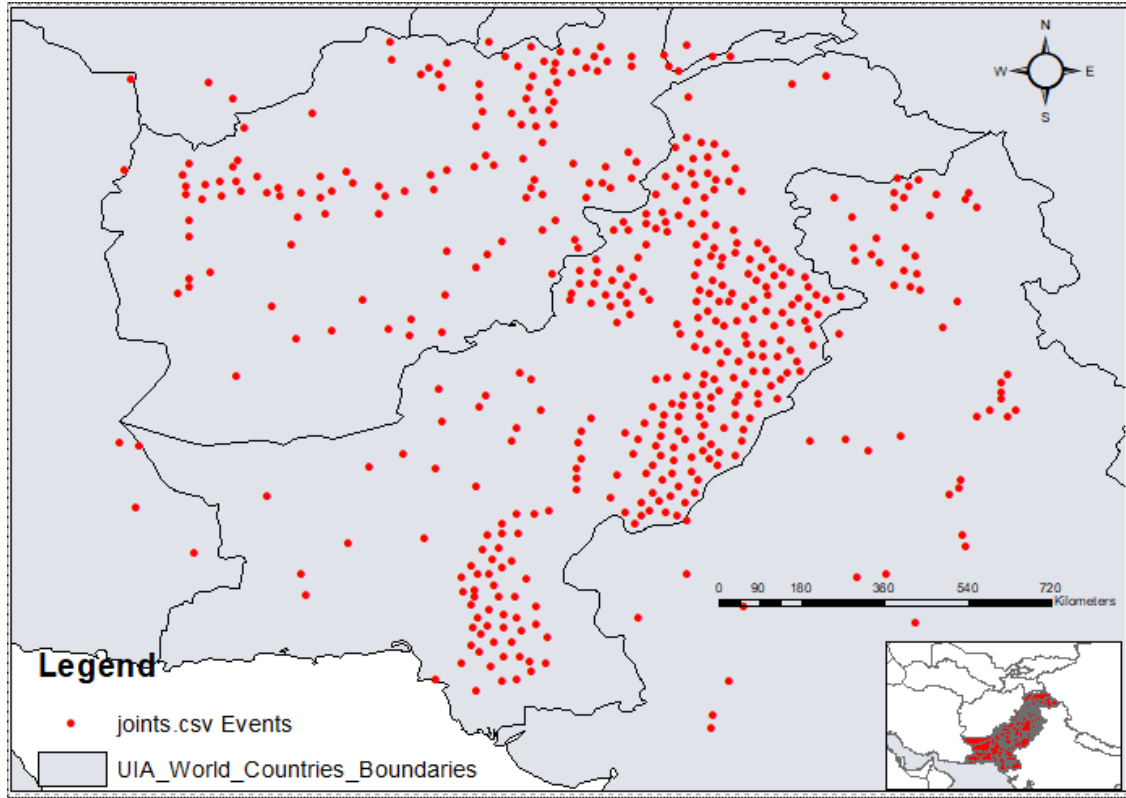 N
W E
S
0 90 180 360 540 720
Kilometers
Legend
joints.csv Events
UIA_World_Countries_Boundaries